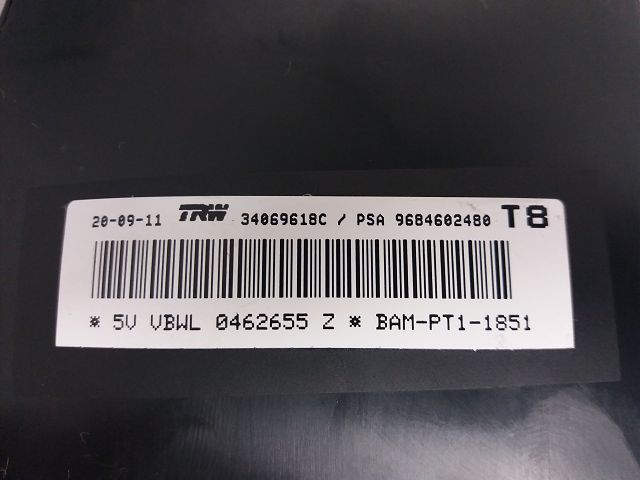 20-09-11 TRW 34069618C / PSA 9684602480 T8
* 5V VBWL 0462655 Z * BAM-PT1-1851